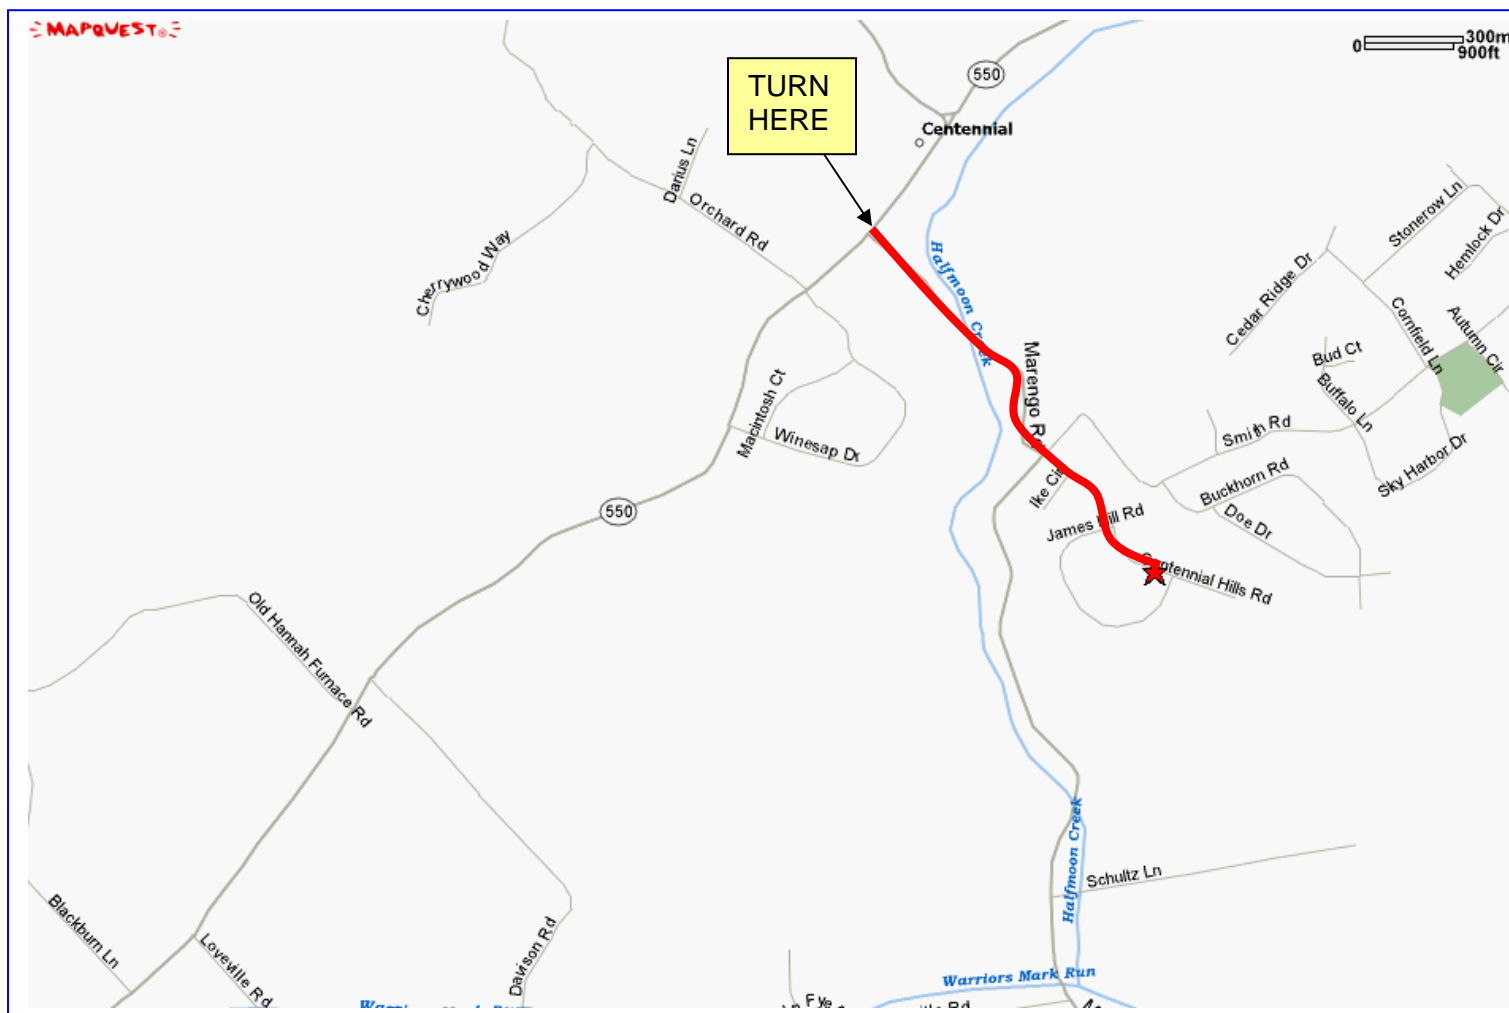 MAPQUEST®
0 300m
900ft
550
TURN
HERE
Centennial
Darius Ln
Orchard Rd
Stonerow Ln
Hemlock Dr
Cherrywood Way
Halfmoon Creek
Cedar Ridge Dr
Cornfield Ln
Autumn Cir
Marengo Rd
Bud Ct
Buffalo Ln
Macintosh Ct
Winesap Dr
Smith Rd
Sky Harbor Dr
Buckhorn Rd
Ike Cir
550
James Hill Rd
Doe Dr
Centennial Hills Rd
Old Hannah Furnace Rd
Halfmoon Creek
Schultz Ln
Blackburn Ln
Loveville Rd
Davison Rd
Warriors Mark Run
Fye
Rd